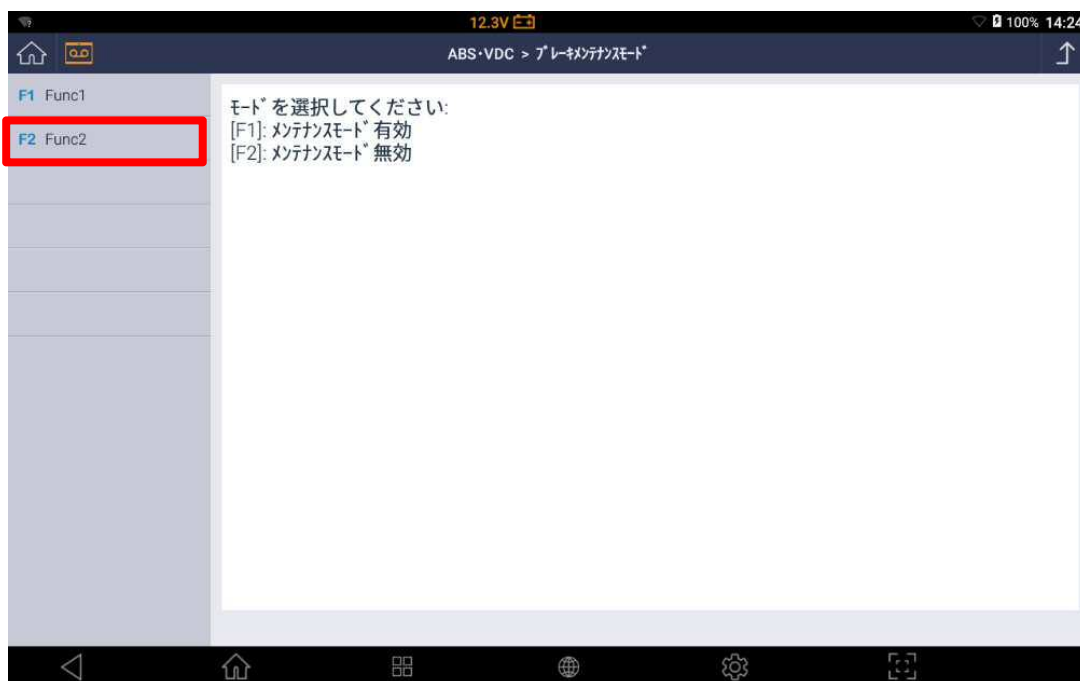 12.3V
100% 14:24
ABS･VDC > ﾌﾞﾚｰｷﾒﾝﾃﾅﾝｽﾓｰﾄﾞ
F1 Func1
F2 Func2
ﾓｰﾄﾞを選択してください:
[F1]: ﾒﾝﾃﾅﾝｽﾓｰﾄﾞ有効
[F2]: ﾒﾝﾃﾅﾝｽﾓｰﾄﾞ無効